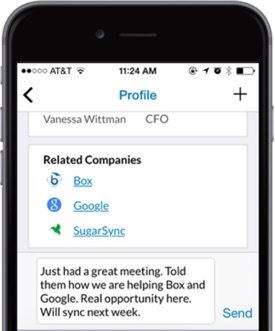 AT&T 11:24 AM
Profile
Vanessa Wittman CFO
Related Companies
Box
Google
SugarSync
Just had a great meeting. Told
them how we are helping Box and
Google. Real opportunity here.
Will sync next week.
Send